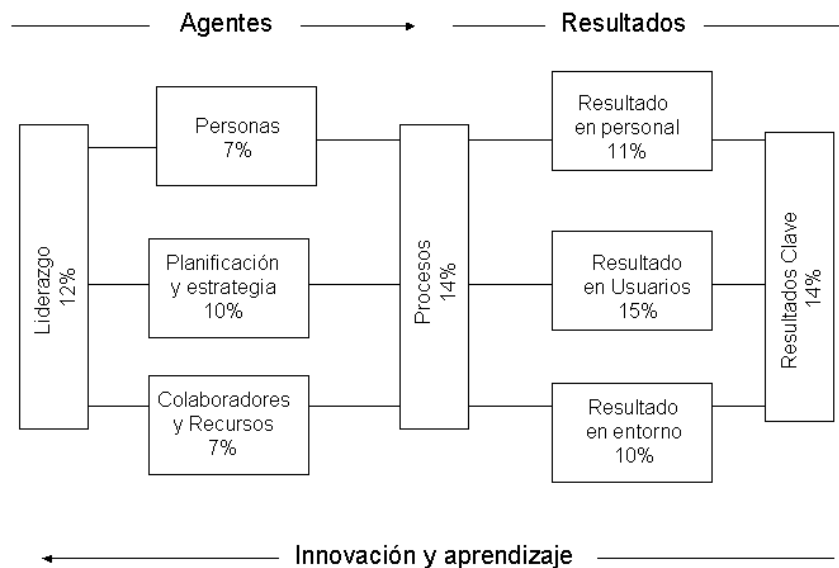 Agentes
Resultados
Liderazgo
12%
Personas
7%
Planificación
y estrategia
10%
Colaboradores
y Recursos
7%
Procesos
14%
Resultado
en personal
11%
Resultado
en Usuarios
15%
Resultado
en entorno
10%
Resultados Clave
14%
Innovación y aprendizaje